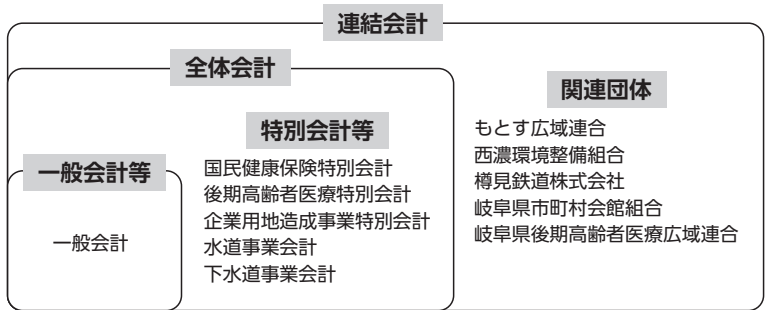 連結会計
全体会計
一般会計等
一般会計
特別会計等
国民健康保険特別会計
後期高齢者医療特別会計
企業用地造成事業特別会計
水道事業会計
下水道事業会計
関連団体
もとす広域連合
西濃環境整備組合
樽見鉄道株式会社
岐阜県市町村会館組合
岐阜県後期高齢者医療広域連合